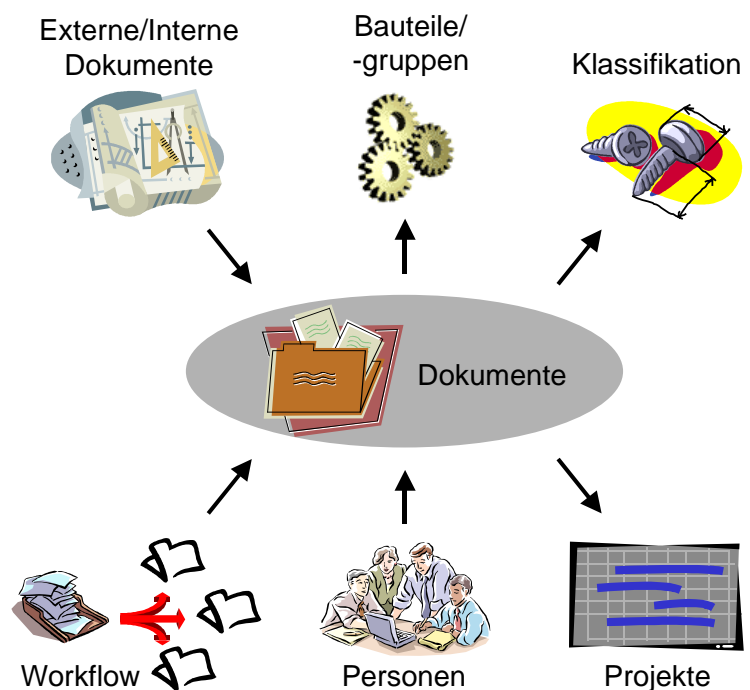 Externe/Interne
Dokumente
Bauteile/
-gruppen
Klassifikation
Dokumente
Workflow
Personen
Projekte